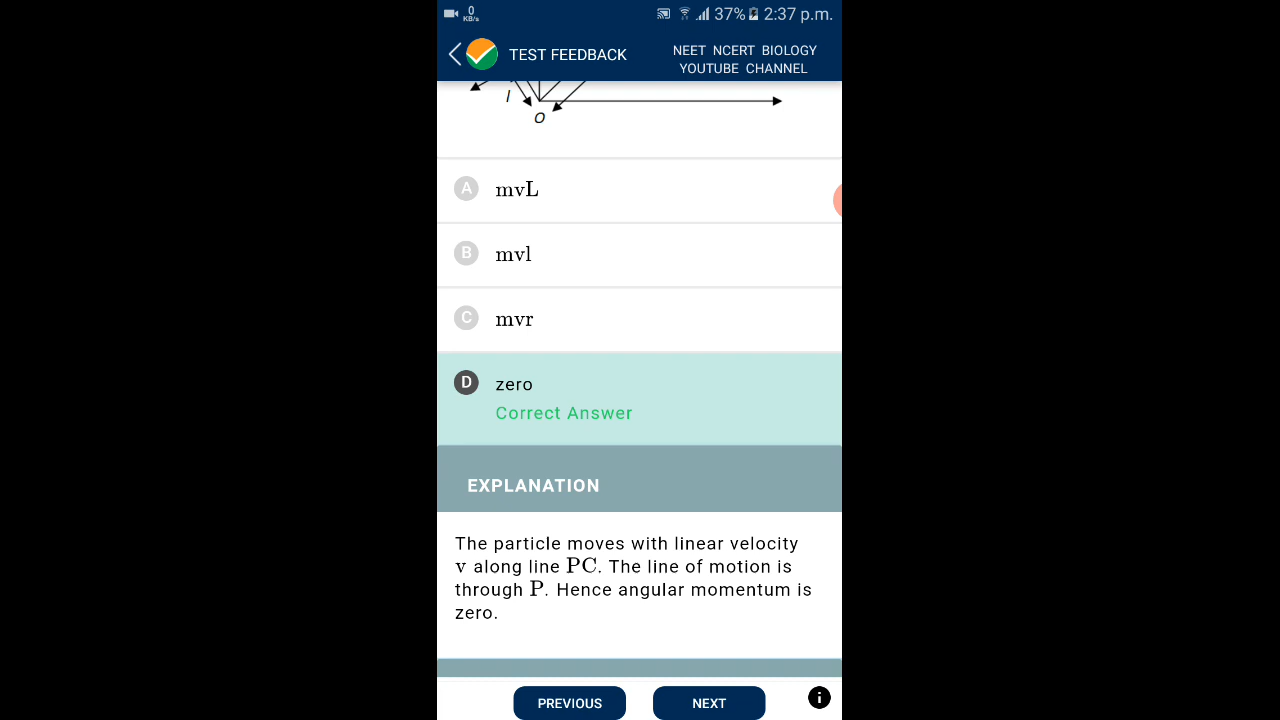 0
KB/s
37% 2:37 p.m.
TEST FEEDBACK
NEET NCERT BIOLOGY
YOUTUBE CHANNEL
l
O
A mvL
B mvl
C mvr
D zero
Correct Answer
EXPLANATION
The particle moves with linear velocity
v along line PC. The line of motion is
through P. Hence angular momentum is
zero.
PREVIOUS
NEXT
i